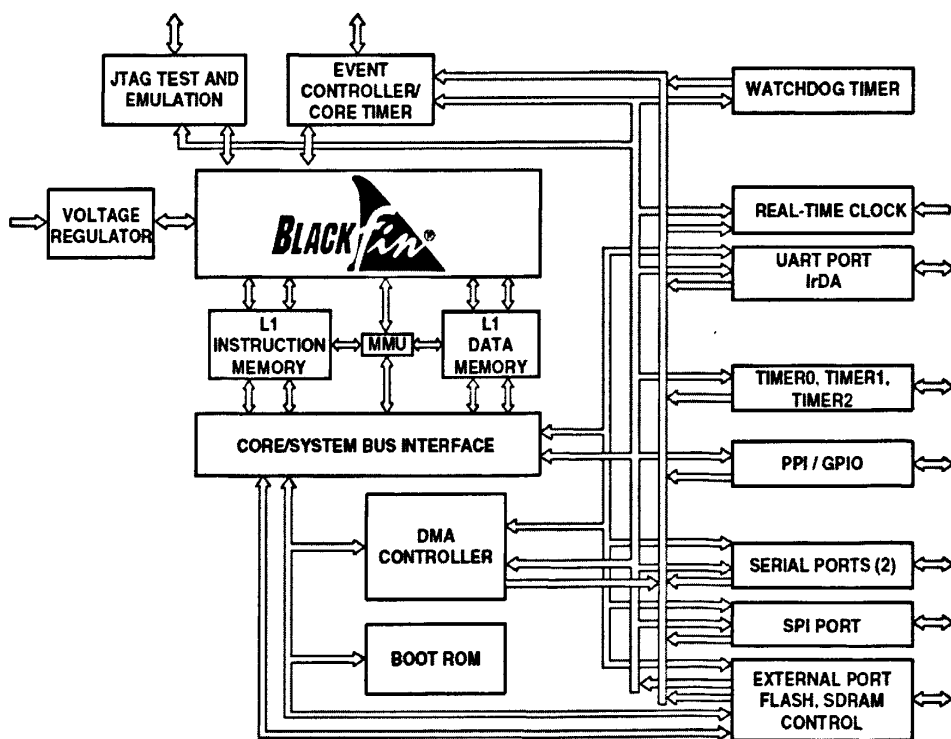 JTAG TEST AND
EMULATION
EVENT
CONTROLLER/
CORE TIMER
WATCHDOG TIMER
VOLTAGE
REGULATOR
BLACKfin®
REAL-TIME CLOCK
UART PORT
IrDA
L1
INSTRUCTION
MEMORY
MMU
L1
DATA
MEMORY
TIMER0, TIMER1,
TIMER2
CORE/SYSTEM BUS INTERFACE
PPI / GPIO
DMA
CONTROLLER
SERIAL PORTS (2)
SPI PORT
BOOT ROM
EXTERNAL PORT
FLASH, SDRAM
CONTROL